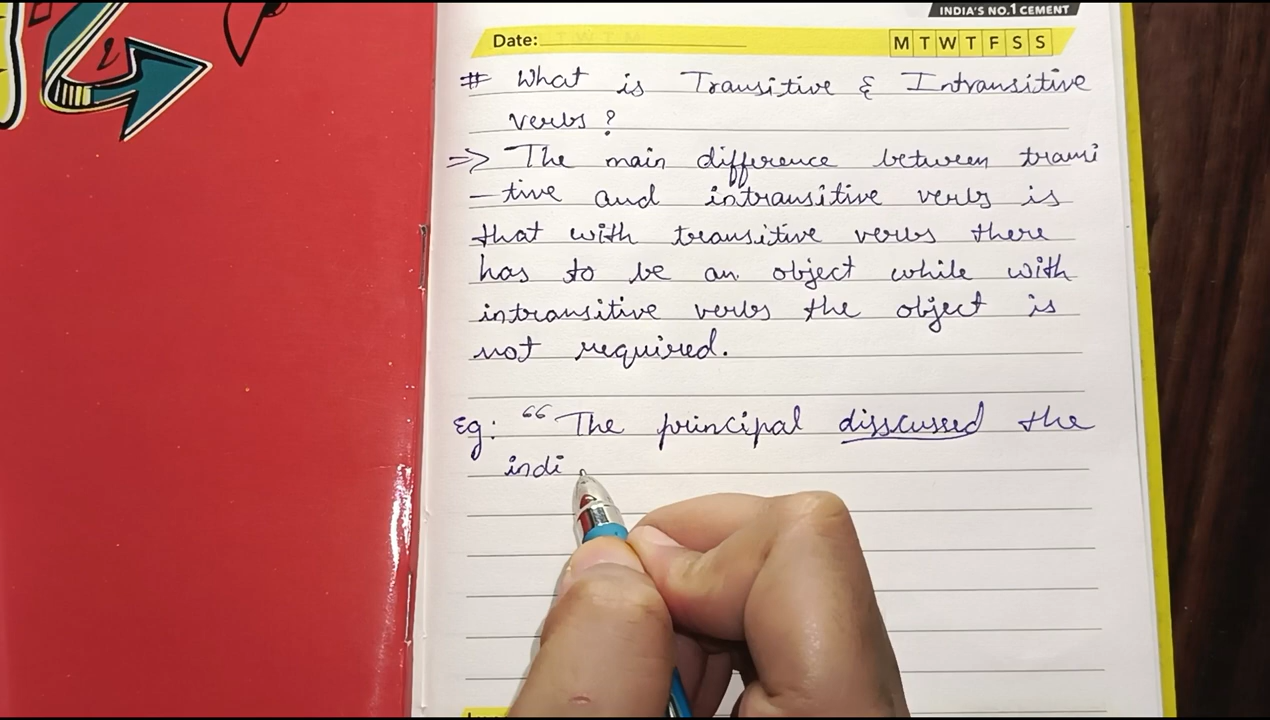 INDIA'S NO.1 CEMENT
Date:
M T W T F S S
# What is Transitive & Intransitive
verbs ?
=> The main difference between transi
- tive and intransitive verbs is
that with transitive verbs there
has to be an object while with
intransitive verbs the object is
not required.
Eg: “ The principal disscussed the
indi